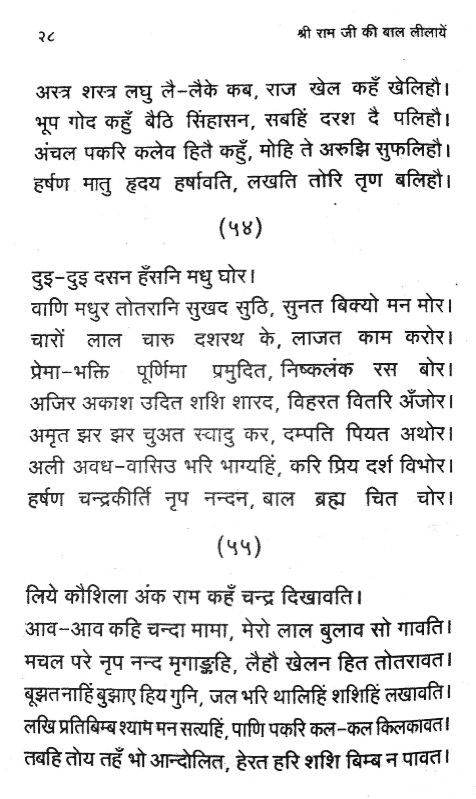 २८
श्री राम जी की बाल लीलायें
अस्त्र शस्त्र लघु लै-लैके कब, राज खेल कहँ खेलिहौ।
भूप गोद कहुँ बैठि सिंहासन, सबहिं दरश दै पलिहौ।
अंचल पकरि कलेव हितै कहुँ, मोहि ते अरुझि सुफलिहौ।
हर्षण मातु हृदय हर्षावति, लखति तोरि तृण बलिहौ।
(५४)
दुइ-दुइ दसन हँसनि मधु घोर।
वाणि मधुर तोतरानि सुखद सुठि, सुनत बिक्यो मन मोर।
चारों लाल चारु दशरथ के, लाजत काम करोर।
प्रेमा-भक्ति पूर्णिमा प्रमुदित, निष्कलंक रस बोर।
अजिर अकाश उदित शशि शारद, विहरत वितरि अँजोर।
अमृत झर झर चुअत स्वादु कर, दम्पति पियत अथोर।
अली अवध-वासिउ भरि भाग्यहिं, करि प्रिय दर्श विभोर।
हर्षण चन्द्रकीर्ति नृप नन्दन, बाल ब्रह्म चित चोर।
(५५)
लिये कौशिला अंक राम कहँ चन्द्र दिखावति।
आव-आव कहि चन्दा मामा, मेरो लाल बुलाव सो गावति।
मचल परे नृप नन्द मृगाङ्कहि, लैहौ खेलन हित तोतरावत।
बूझत नाहिं बुझाए हिय गुनि, जल भरि थालिहिं शशिहिं लखावति।
लखि प्रतिबिम्ब श्याम मन सत्यहिं, पाणि पकरि कल-कल किलकावत।
तबहि तोय तहँ भो आन्दोलित, हेरत हरि शशि बिम्ब न पावत।